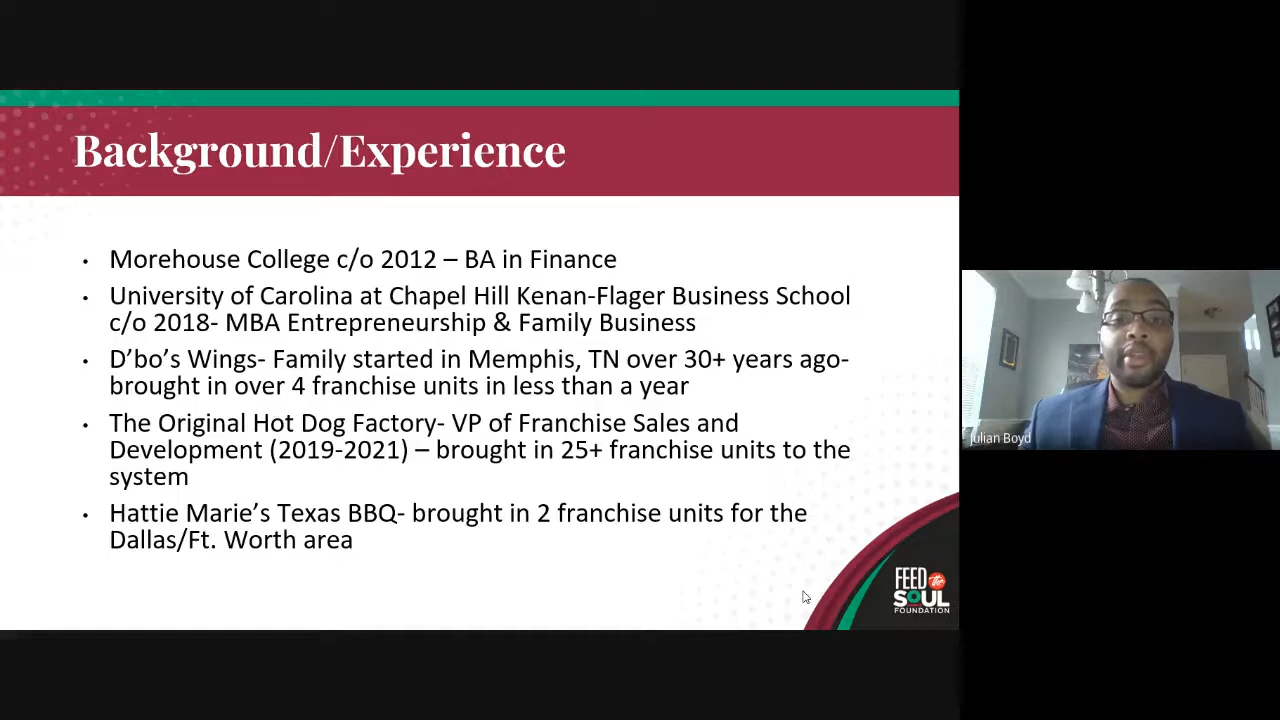 Background/Experience
• Morehouse College c/o 2012 – BA in Finance
• University of Carolina at Chapel Hill Kenan-Flager Business School
c/o 2018- MBA Entrepreneurship & Family Business
• D’bo’s Wings- Family started in Memphis, TN over 30+ years ago-
brought in over 4 franchise units in less than a year
• The Original Hot Dog Factory- VP of Franchise Sales and
Development (2019-2021) – brought in 25+ franchise units to the
system
• Hattie Marie’s Texas BBQ- brought in 2 franchise units for the
Dallas/Ft. Worth area
FEED the
SOUL
FOUNDATION
Julian Boyd